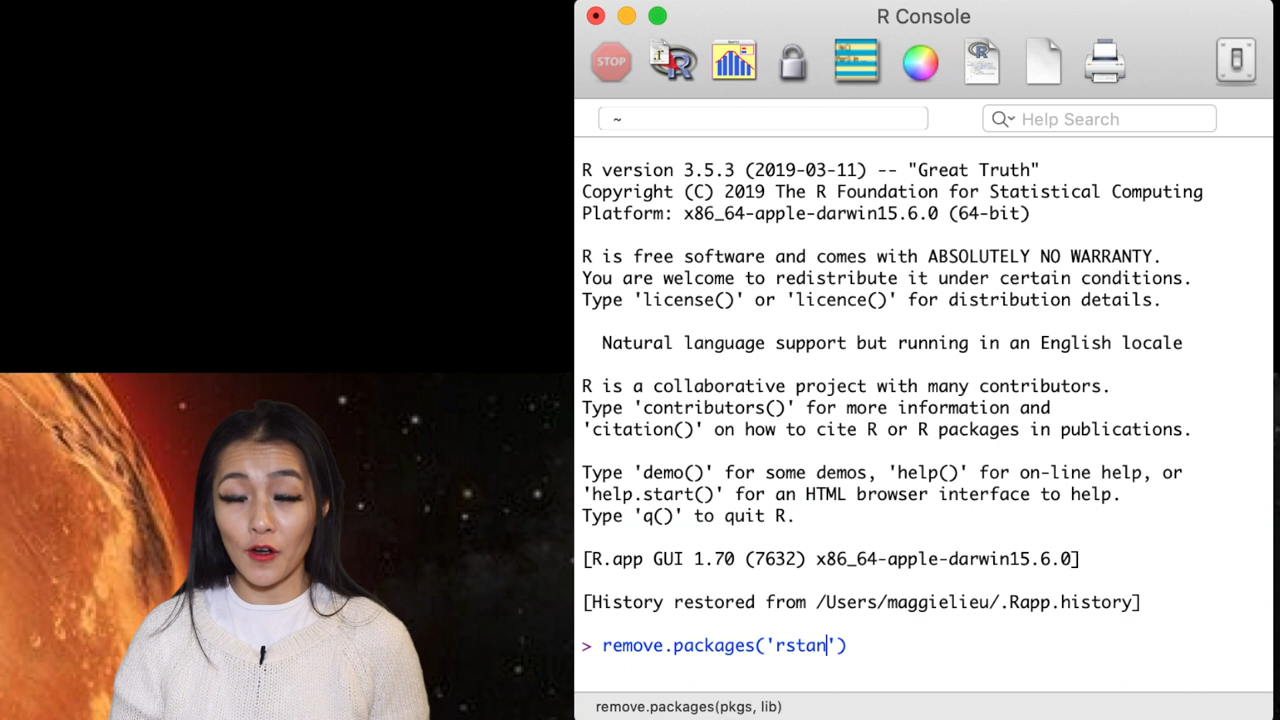 R Console
STOP
~
Help Search
R version 3.5.3 (2019-03-11) -- "Great Truth"
Copyright (C) 2019 The R Foundation for Statistical Computing
Platform: x86_64-apple-darwin15.6.0 (64-bit)
R is free software and comes with ABSOLUTELY NO WARRANTY.
You are welcome to redistribute it under certain conditions.
Type 'license()' or 'licence()' for distribution details.
Natural language support but running in an English locale
R is a collaborative project with many contributors.
Type 'contributors()' for more information and
'citation()' on how to cite R or R packages in publications.
Type 'demo()' for some demos, 'help()' for on-line help, or
'help.start()' for an HTML browser interface to help.
Type 'q()' to quit R.
[R.app GUI 1.70 (7632) x86_64-apple-darwin15.6.0]
[History restored from /Users/maggielieu/.Rapp.history]
> remove.packages('rstan')
remove.packages(pkgs, lib)